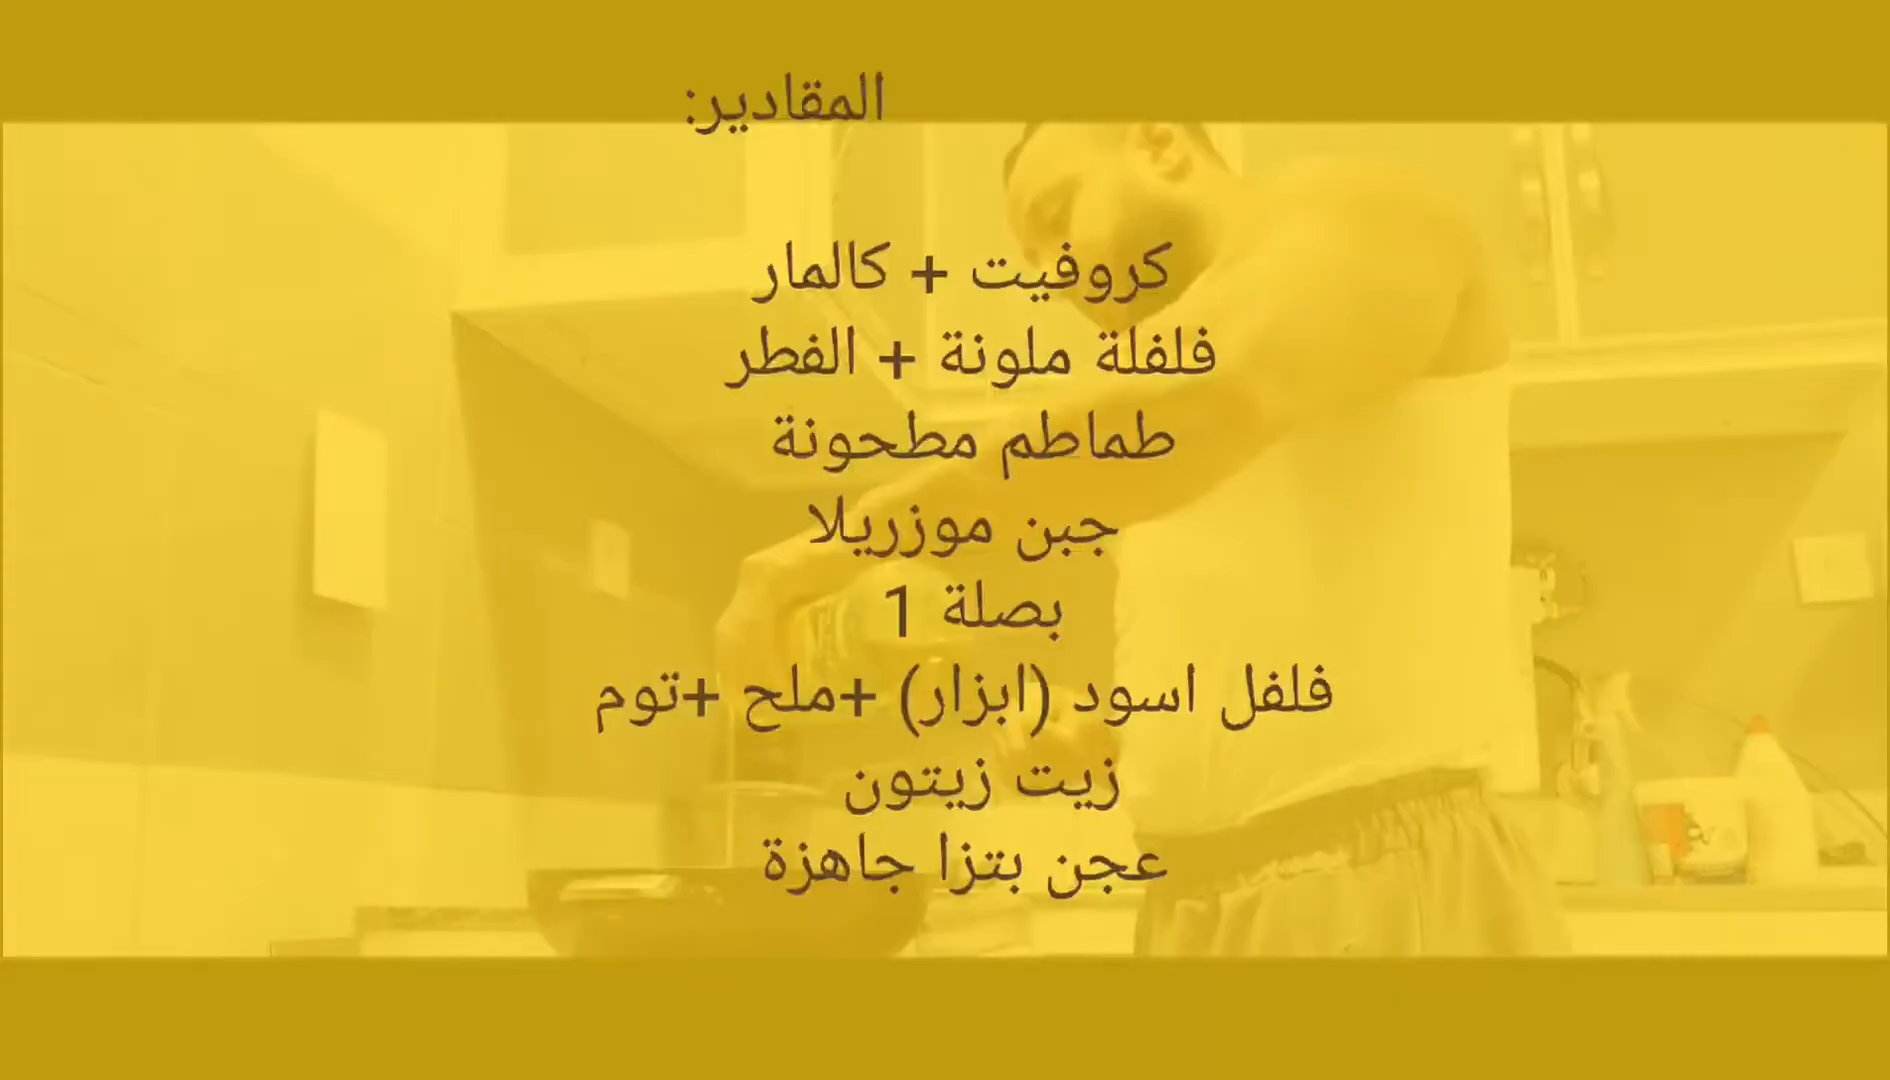 المقادير:
كروفيت + كالمار
فلفلة ملونة + الفطر
طماطم مطحونة
جبن موزريلا
بصلة 1
فلفل اسود (ابزار) +ملح +توم
زيت زيتون
عجن بتزا جاهزة